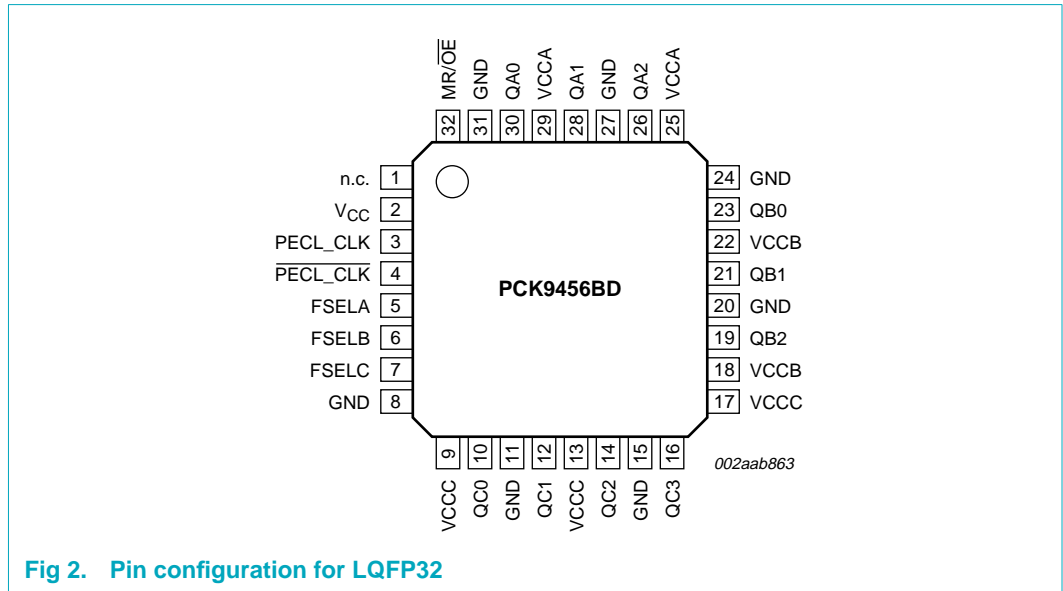 MR/OE
GND
QA0
VCCA
QA1
GND
QA2
VCCA
32
31
30
29
28
27
26
25
n.c. 1
VCC 2
PECL_CLK 3
PECL_CLK 4
FSELA 5
FSELB 6
FSELC 7
GND 8
PCK9456BD
24 GND
23 QB0
22 VCCB
21 QB1
20 GND
19 QB2
18 VCCB
17 VCCC
9
10
11
12
13
14
15
16
VCCC
QC0
GND
QC1
VCCC
QC2
GND
QC3
002aab863
Fig 2. Pin configuration for LQFP32